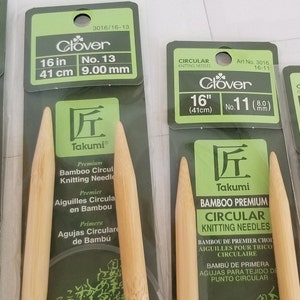 3016/16-13
Clover
16 in
41 cm
No. 13
9.00 mm
匠
Takumi®
Premium
Bamboo Circular
Knitting Needles
Premier
Aiguilles Circulaires
en Bambou
Primera
Agujas Circulares
de Bambú
CIRCULAR
KNITTING NEEDLES
Art No. 3016
16-11
Clover
16"
(41cm)
No. 11 (8.0 mm)
匠
Takumi
BAMBOO PREMIUM
CIRCULAR
KNITTING NEEDLES
BAMBOU DE PREMIER CHOIX
AIGUILLES POUR TRICOT
CIRCULAIRE
BAMBÚ DE PRIMERA
AGUJAS PARA TEJIDO DE
PUNTO CIRCULAR